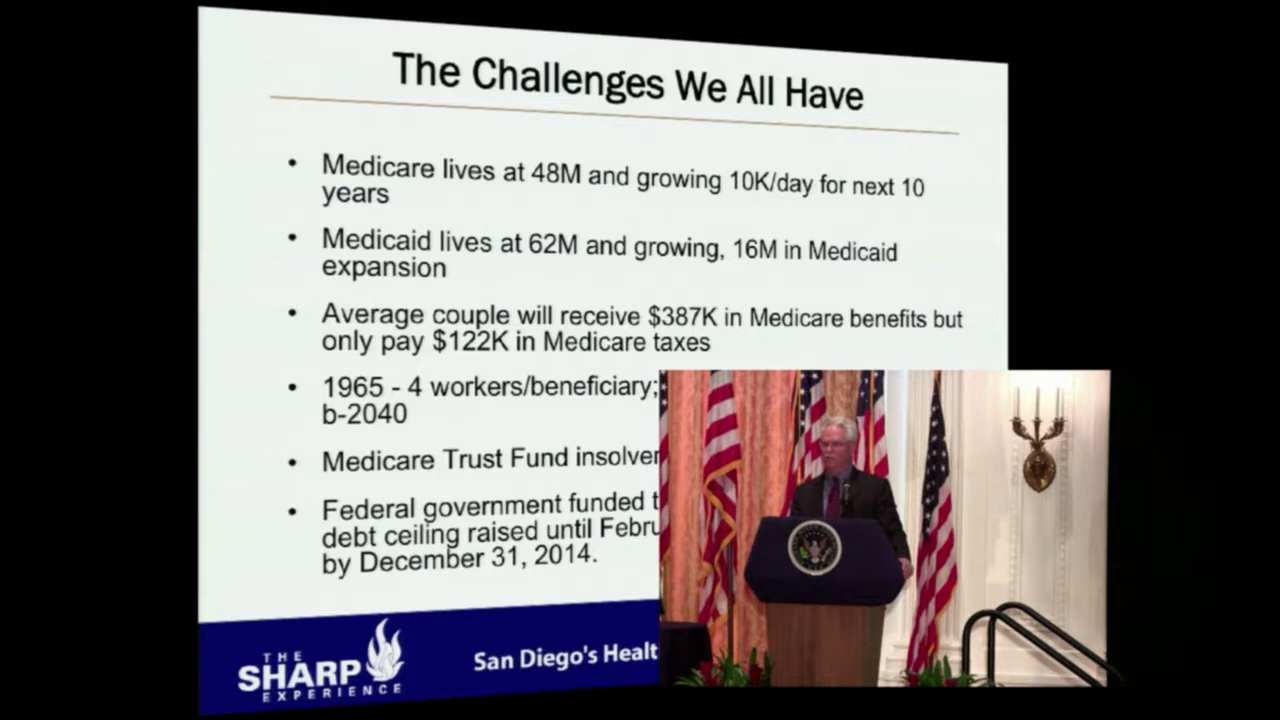 The Challenges We All Have
• Medicare lives at 48M and growing 10K/day for next 10
years
• Medicaid lives at 62M and growing, 16M in Medicaid
expansion
• Average couple will receive $387K in Medicare benefits but
only pay $122K in Medicare taxes
• 1965 - 4 workers/beneficiary;
b-2040
• Medicare Trust Fund
• Federal government funded
debt ceiling raised until
by December 31, 2014.
THE
SHARP
EXPERIENCE
San Diego's